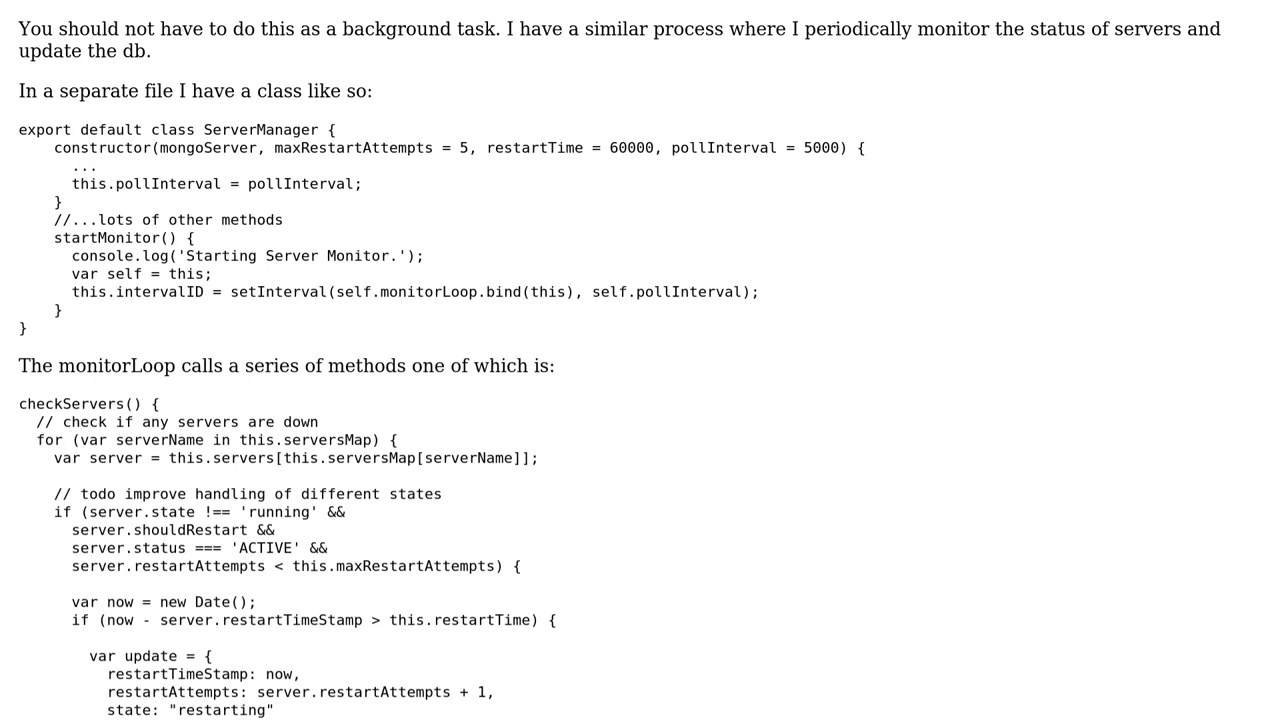 You should not have to do this as a background task. I have a similar process where I periodically monitor the status of servers and
update the db.
In a separate file I have a class like so:
export default class ServerManager {
    constructor(mongoServer, maxRestartAttempts = 5, restartTime = 60000, pollInterval = 5000) {
      ...
      this.pollInterval = pollInterval;
    }
    //...lots of other methods
    startMonitor() {
      console.log('Starting Server Monitor.');
      var self = this;
      this.intervalID = setInterval(self.monitorLoop.bind(this), self.pollInterval);
    }
}
The monitorLoop calls a series of methods one of which is:
checkServers() {
  // check if any servers are down
  for (var serverName in this.serversMap) {
    var server = this.servers[this.serversMap[serverName]];
    // todo improve handling of different states
    if (server.state !== 'running' &&
      server.shouldRestart &&
      server.status === 'ACTIVE' &&
      server.restartAttempts < this.maxRestartAttempts) {
      var now = new Date();
      if (now - server.restartTimeStamp > this.restartTime) {
        var update = {
          restartTimeStamp: now,
          restartAttempts: server.restartAttempts + 1,
          state: "restarting"